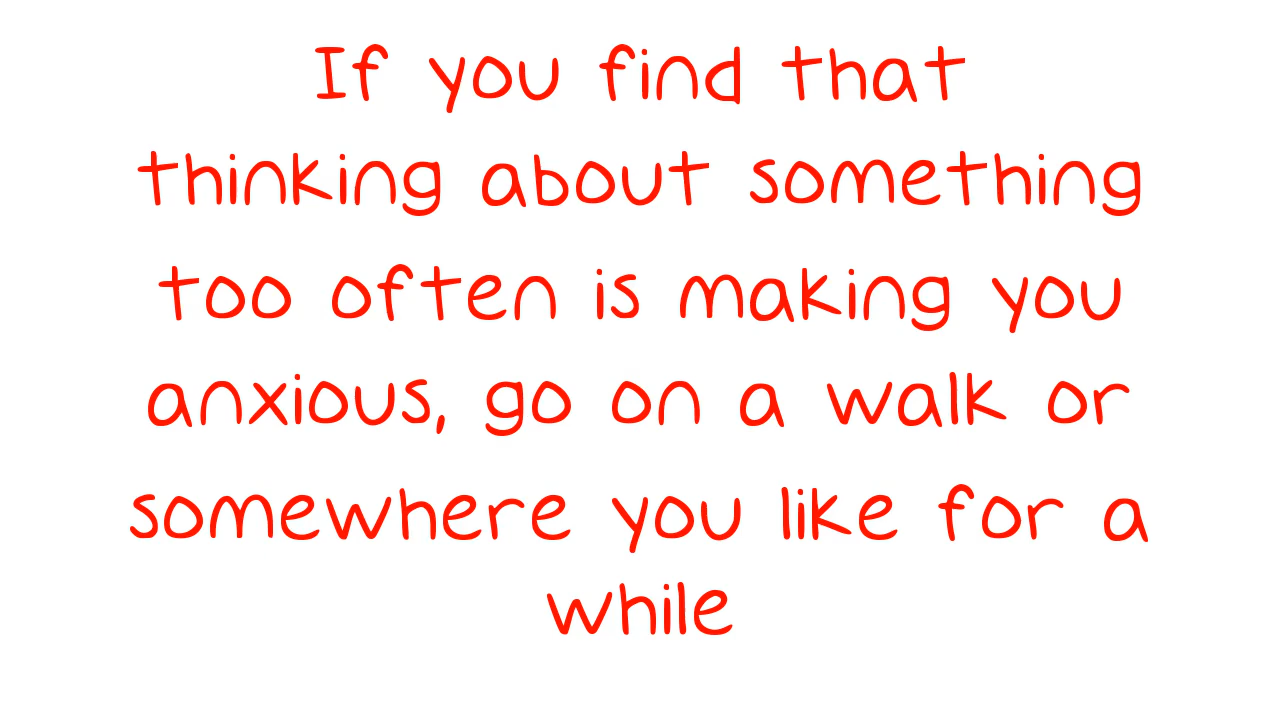 If you find that
thinking about something
too often is making you
anxious, go on a walk or
somewhere you like for a
while